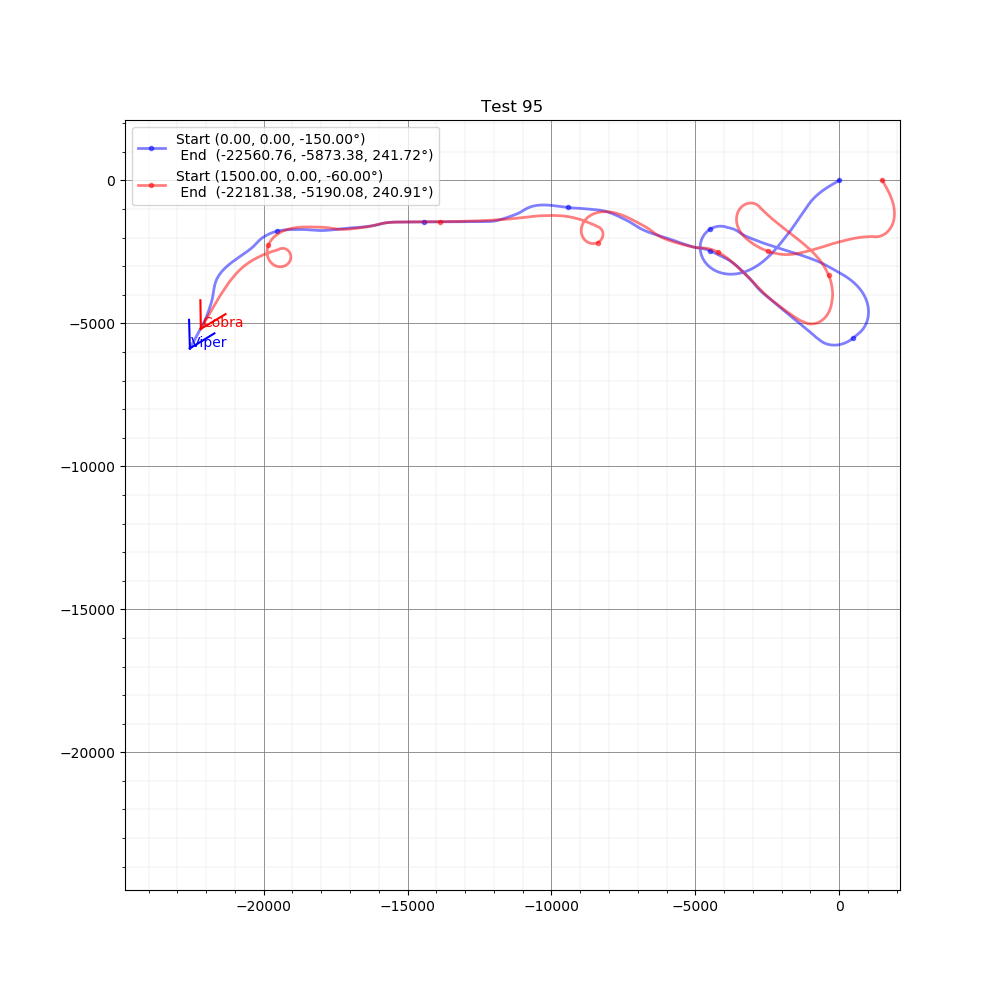 Test 95
Start (0.00, 0.00, -150.00°)
End  (-22560.76, -5873.38, 241.72°)
Start (1500.00, 0.00, -60.00°)
End  (-22181.38, -5190.08, 240.91°)
0
−5000
−10000
−15000
−20000
Cobra
Viper
−20000 −15000 −10000 −5000 0